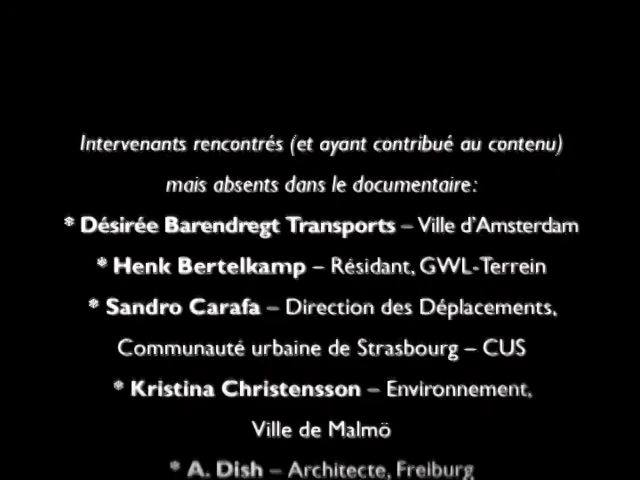 Intervenants rencontrés (et ayant contribué au contenu)
mais absents dans le documentaire:
* Désirée Barendregt Transports – Ville d'Amsterdam
* Henk Bertelkamp – Résidant, GWL-Terrein
* Sandro Carafa – Direction des Déplacements,
Communauté urbaine de Strasbourg – CUS
* Kristina Christensson – Environnement,
Ville de Malmö
* A. Dish – Architecte, Freiburg